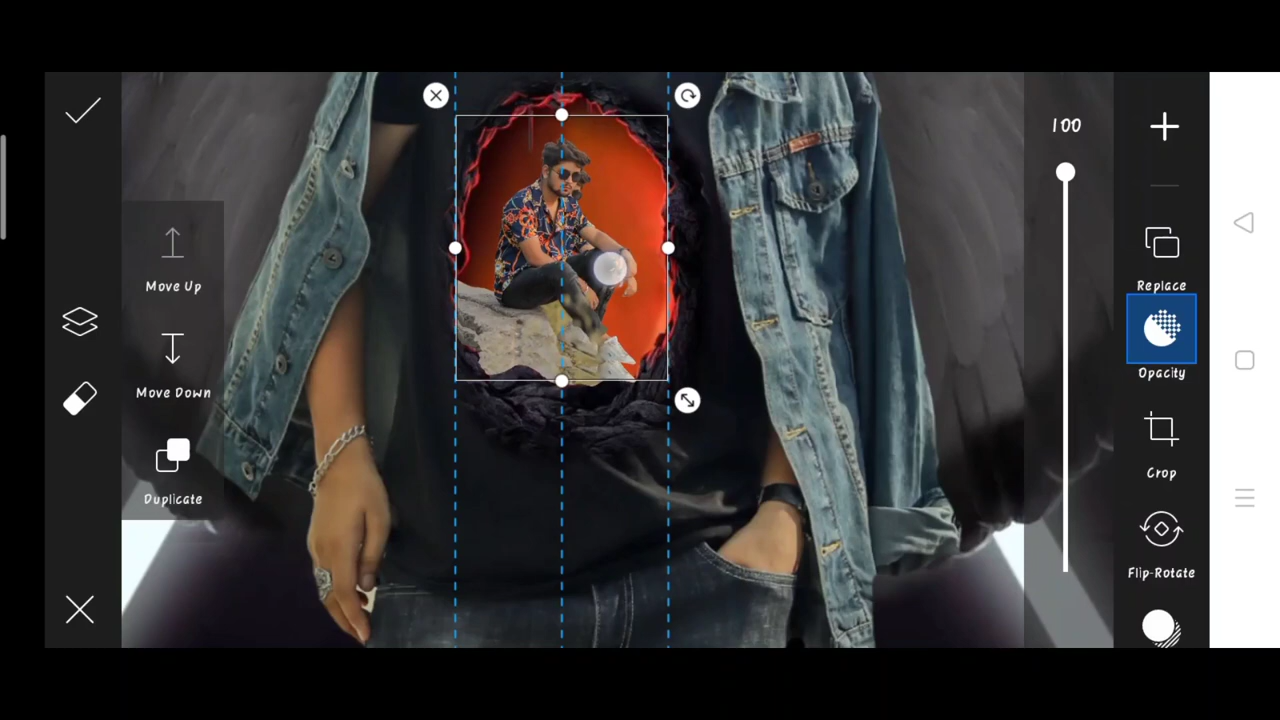 100
Move Up
Replace
Move Down
Opacity
Crop
Duplicate
Flip-Rotate